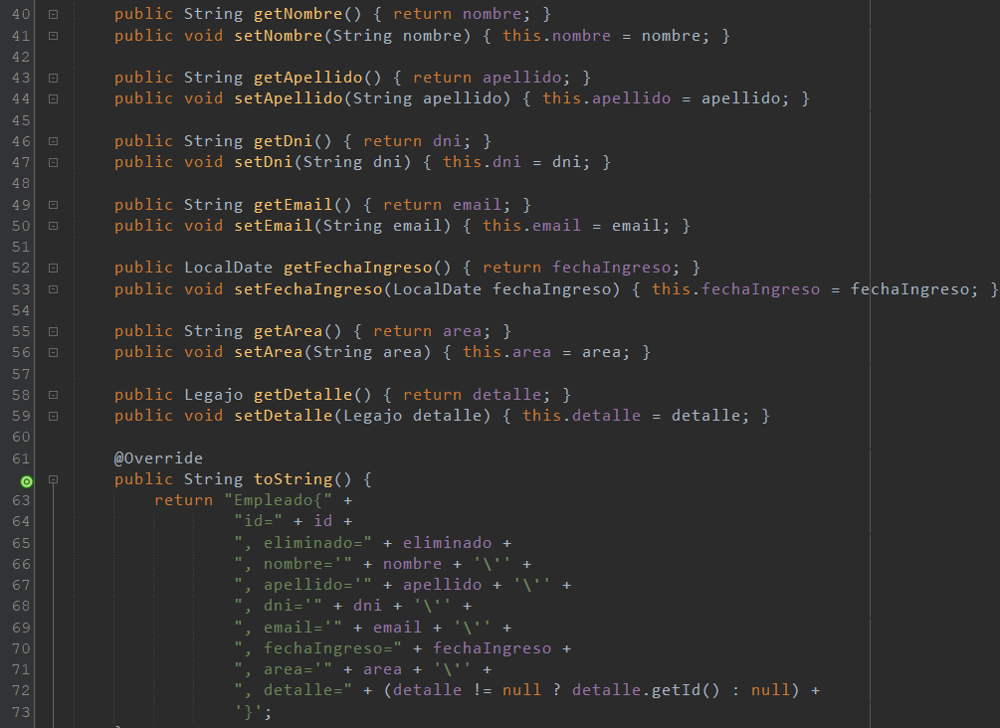 40 public String getNombre() { return nombre; }
41 public void setNombre(String nombre) { this.nombre = nombre; }
42
43 public String getApellido() { return apellido; }
44 public void setApellido(String apellido) { this.apellido = apellido; }
45
46 public String getDni() { return dni; }
47 public void setDni(String dni) { this.dni = dni; }
48
49 public String getEmail() { return email; }
50 public void setEmail(String email) { this.email = email; }
51
52 public LocalDate getFechaIngreso() { return fechaIngreso; }
53 public void setFechaIngreso(LocalDate fechaIngreso) { this.fechaIngreso = fechaIngreso; }
54
55 public String getArea() { return area; }
56 public void setArea(String area) { this.area = area; }
57
58 public Legajo getDetalle() { return detalle; }
59 public void setDetalle(Legajo detalle) { this.detalle = detalle; }
60
61 @Override
public String toString() {
63 return "Empleado{" +
64 "id=" + id +
65 ", eliminado=" + eliminado +
66 ", nombre='" + nombre + '\'' +
67 ", apellido='" + apellido + '\'' +
68 ", dni='" + dni + '\'' +
69 ", email='" + email + '\'' +
70 ", fechaIngreso=" + fechaIngreso +
71 ", area='" + area + '\'' +
72 ", detalle=" + (detalle != null ? detalle.getId() : null) +
73 '}';